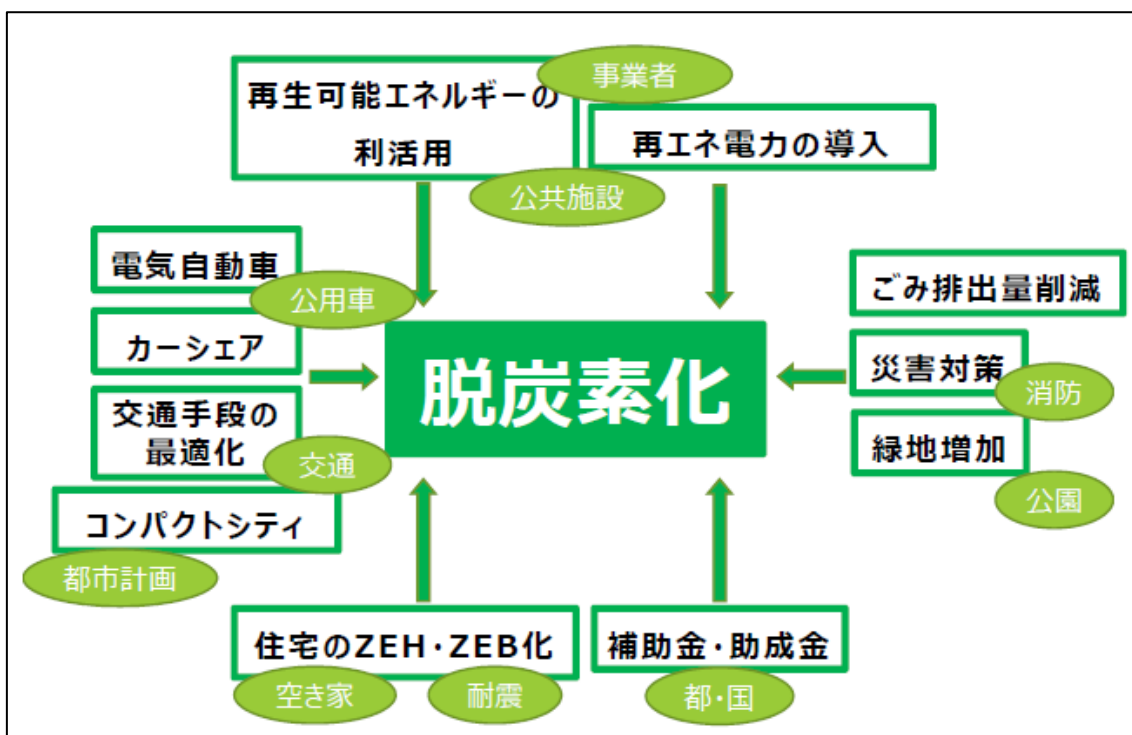 事業者
再生可能エネルギーの
利活用
再エネ電力の導入
公共施設
電気自動車
公用車
カーシェア
交通手段の
最適化
交通
コンパクトシティ
都市計画
脱炭素化
ごみ排出量削減
災害対策
消防
緑地増加
公園
住宅のZEH・ZEB化
空き家
耐震
補助金・助成金
都・国